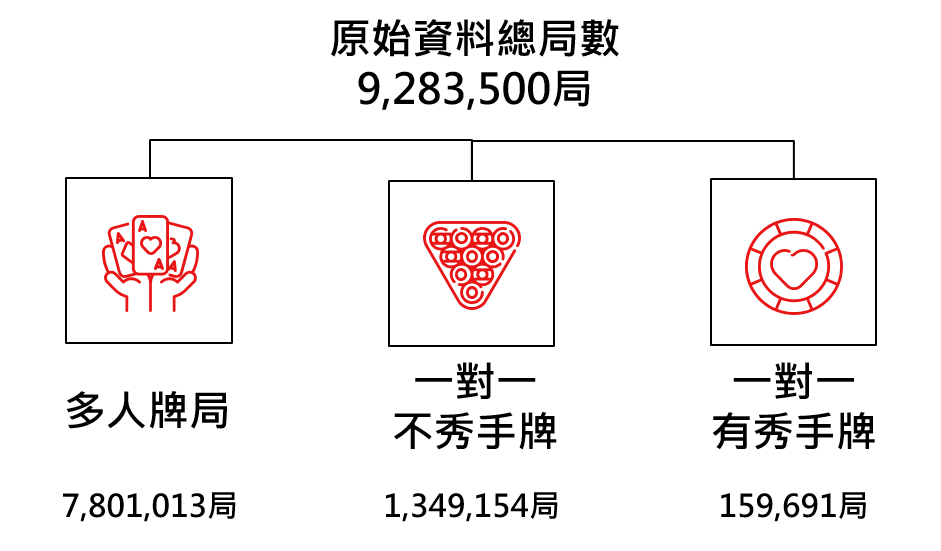 原始資料總局數
9,283,500局
多人牌局
一對一
不秀手牌
一對一
有秀手牌
7,801,013局
1,349,154局
159,691局